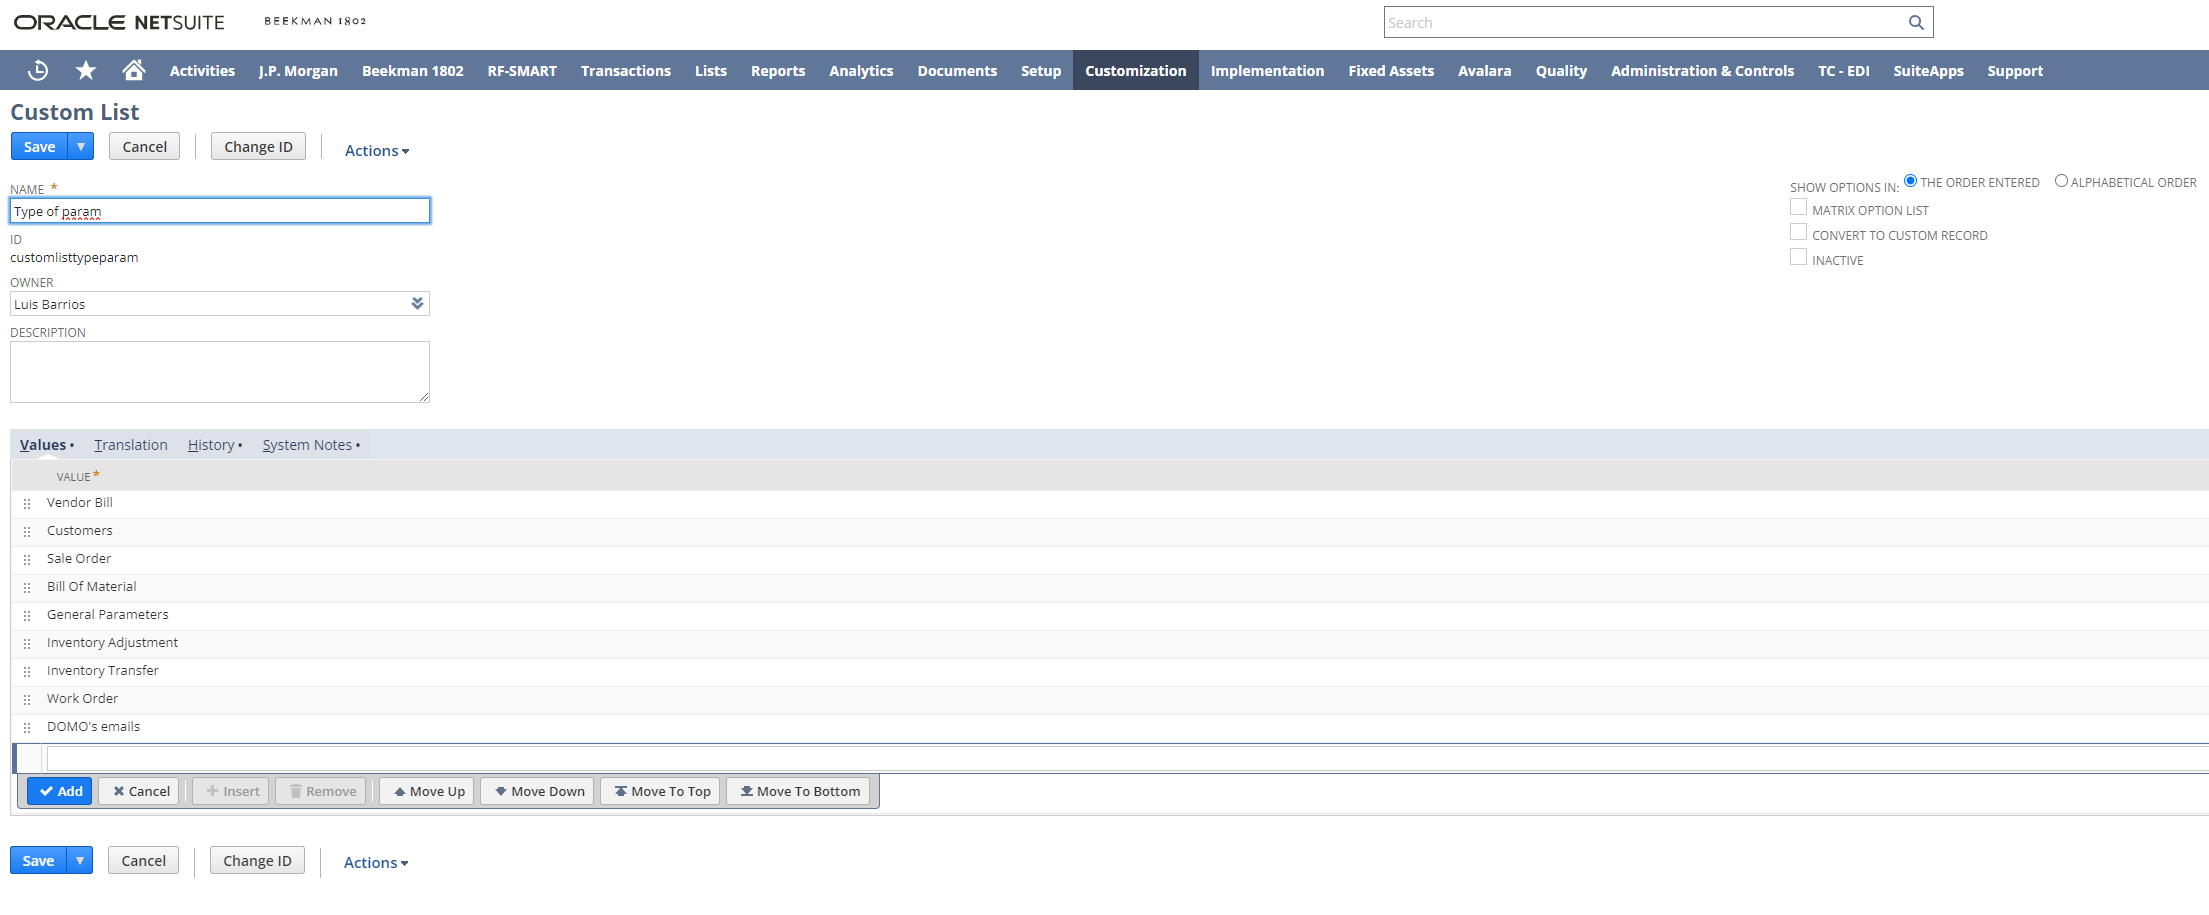 ORACLE NETSUITE BEEKMAN 1802
Search
Activities J.P. Morgan Beekman 1802 RF-SMART Transactions Lists Reports Analytics Documents Setup Customization Implementation Fixed Assets Avalara Quality Administration & Controls TC - EDI SuiteApps Support
Custom List
Save Cancel Change ID Actions
NAME *
Type of param
ID
customlisttypeparam
OWNER
Luis Barrios
DESCRIPTION
SHOW OPTIONS IN: THE ORDER ENTERED ALPHABETICAL ORDER
MATRIX OPTION LIST
CONVERT TO CUSTOM RECORD
INACTIVE
Values • Translation History • System Notes •
VALUE *
Vendor Bill
Customers
Sale Order
Bill Of Material
General Parameters
Inventory Adjustment
Inventory Transfer
Work Order
DOMO's emails
Add Cancel Insert Remove Move Up Move Down Move To Top Move To Bottom
Save Cancel Change ID Actions